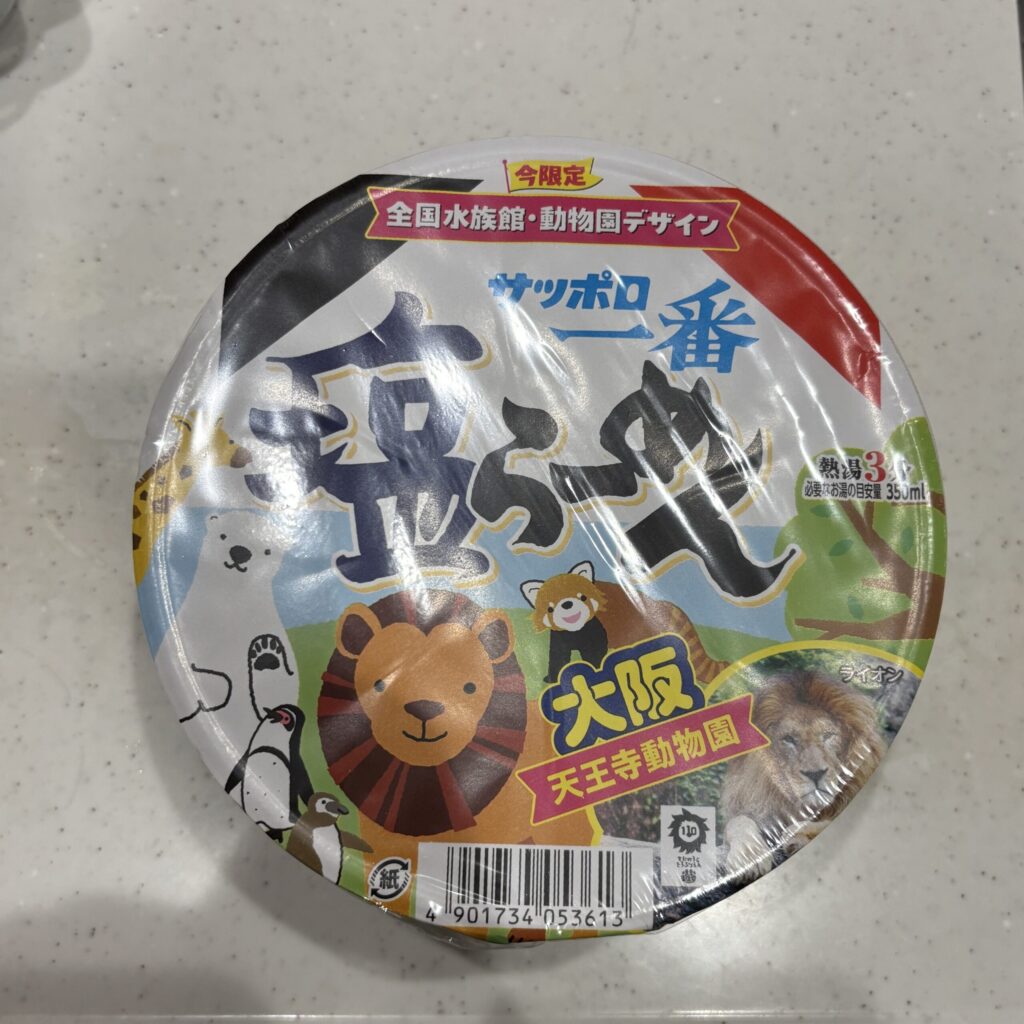 今限定
全国水族館・動物園デザイン
サッポロ
一番
塩らーめん
熱湯3分
必要なお湯の目安量 350ml
大阪
天王寺動物園
ライオン
紙
4 901734 053613